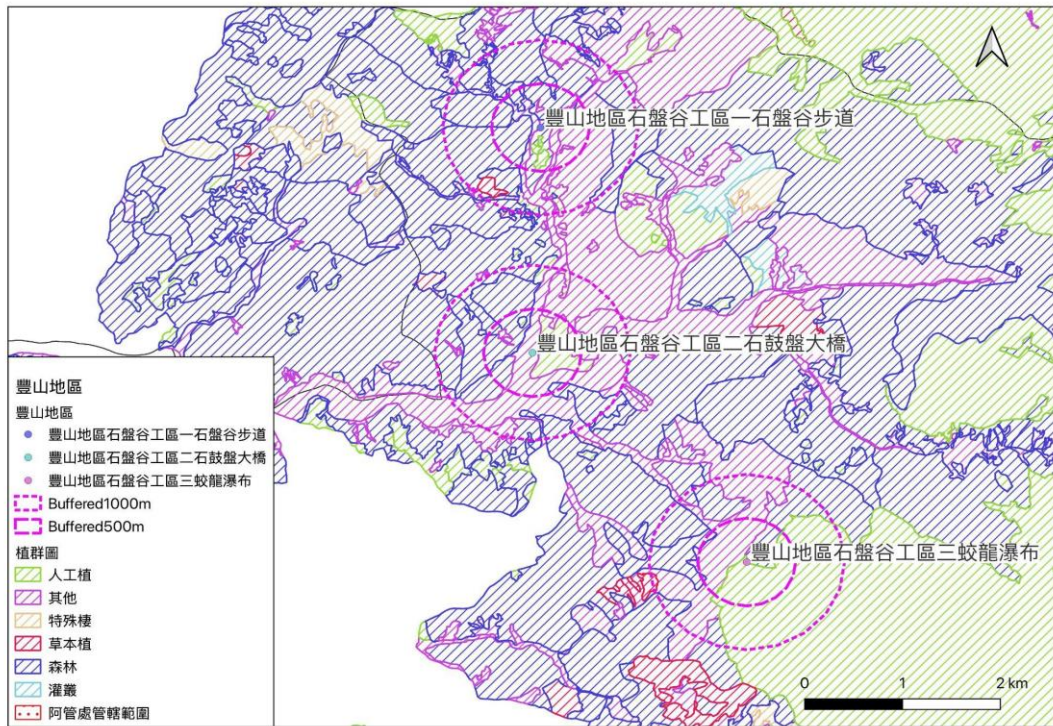 豐山地區石盤谷工區一石盤谷步道
豐山地區石盤谷工區二石鼓盤大橋
豐山地區石盤谷工區三蛟龍瀑布
豐山地區
豐山地區
豐山地區石盤谷工區一石盤谷步道
豐山地區石盤谷工區二石鼓盤大橋
豐山地區石盤谷工區三蛟龍瀑布
Buffered1000m
Buffered500m
植群圖
人工植
其他
特殊棲
草本植
森林
灌叢
阿管處管轄範圍
0 1 2 km